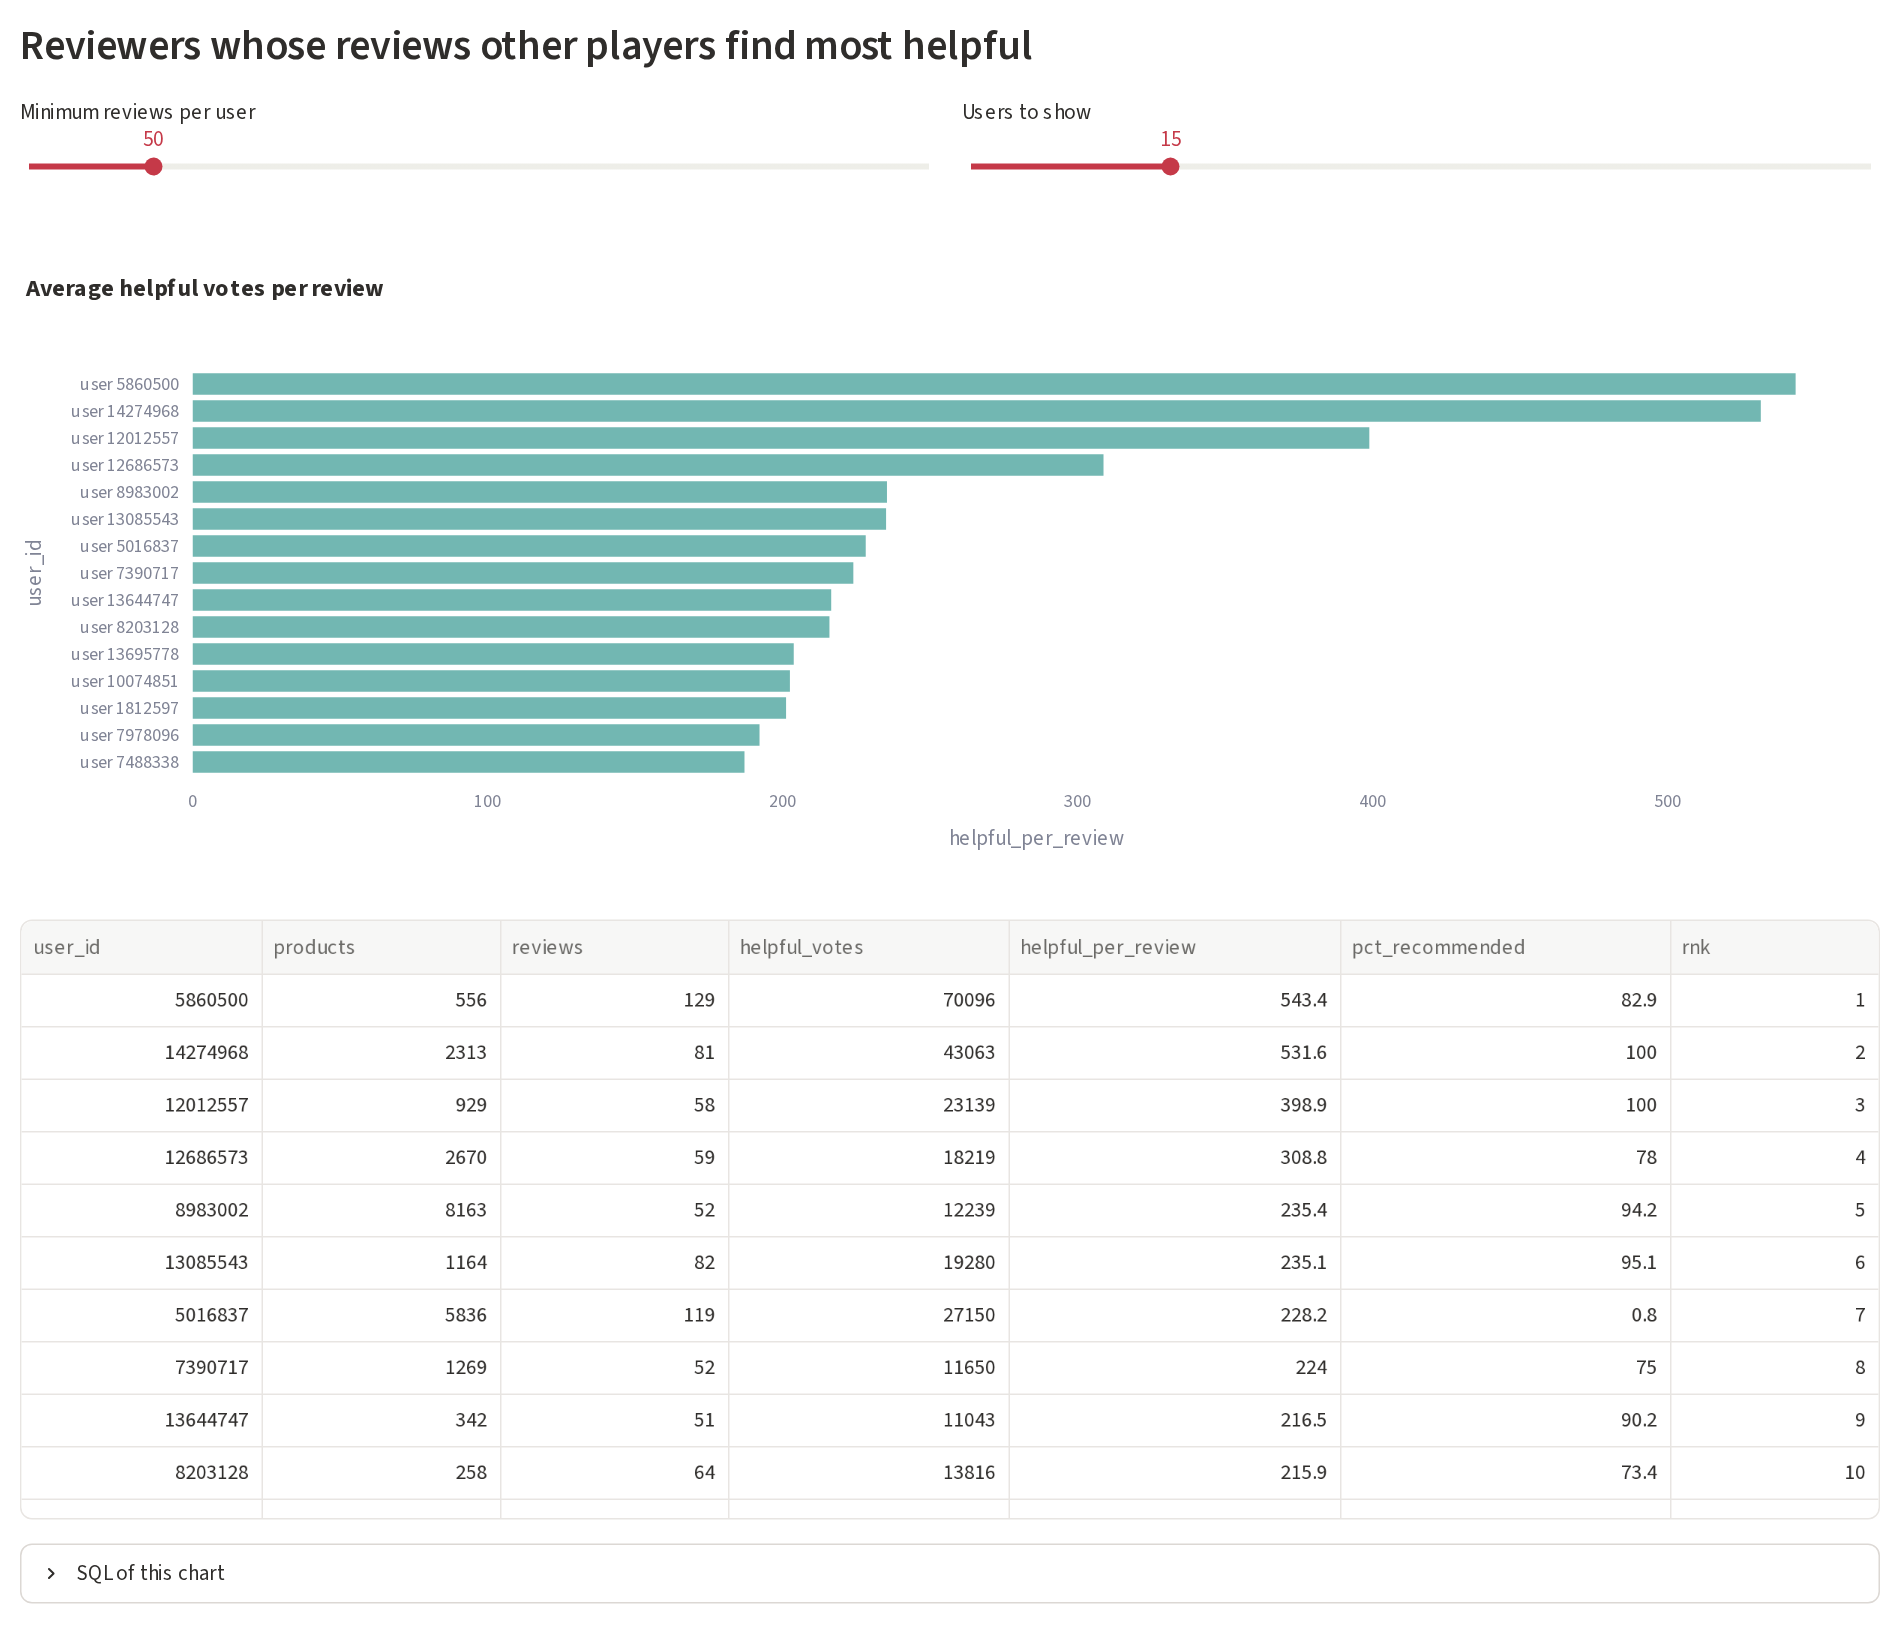 Reviewers whose reviews other players find most helpful
Minimum reviews per user
50
Users to show
15
Average helpful votes per review
user_id
user 5860500
user 14274968
user 12012557
user 12686573
user 8983002
user 13085543
user 5016837
user 7390717
user 13644747
user 8203128
user 13695778
user 10074851
user 1812597
user 7978096
user 7488338
0 100 200 300 400 500
helpful_per_review
user_id products reviews helpful_votes helpful_per_review pct_recommended rnk
5860500 556 129 70096 543.4 82.9 1
14274968 2313 81 43063 531.6 100 2
12012557 929 58 23139 398.9 100 3
12686573 2670 59 18219 308.8 78 4
8983002 8163 52 12239 235.4 94.2 5
13085543 1164 82 19280 235.1 95.1 6
5016837 5836 119 27150 228.2 0.8 7
7390717 1269 52 11650 224 75 8
13644747 342 51 11043 216.5 90.2 9
8203128 258 64 13816 215.9 73.4 10
SQL of this chart